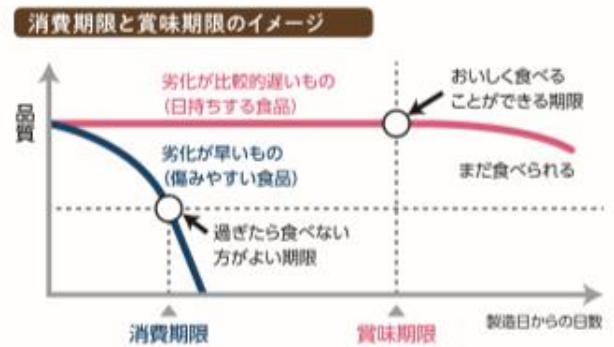 消費期限と賞味期限のイメージ
品質
劣化が比較的遅いもの
（日持ちする食品）
おいしく食べる
ことができる期限
劣化が早いもの
（傷みやすい食品）
まだ食べられる
過ぎたら食べない
方がよい期限
製造日からの日数
消費期限
賞味期限